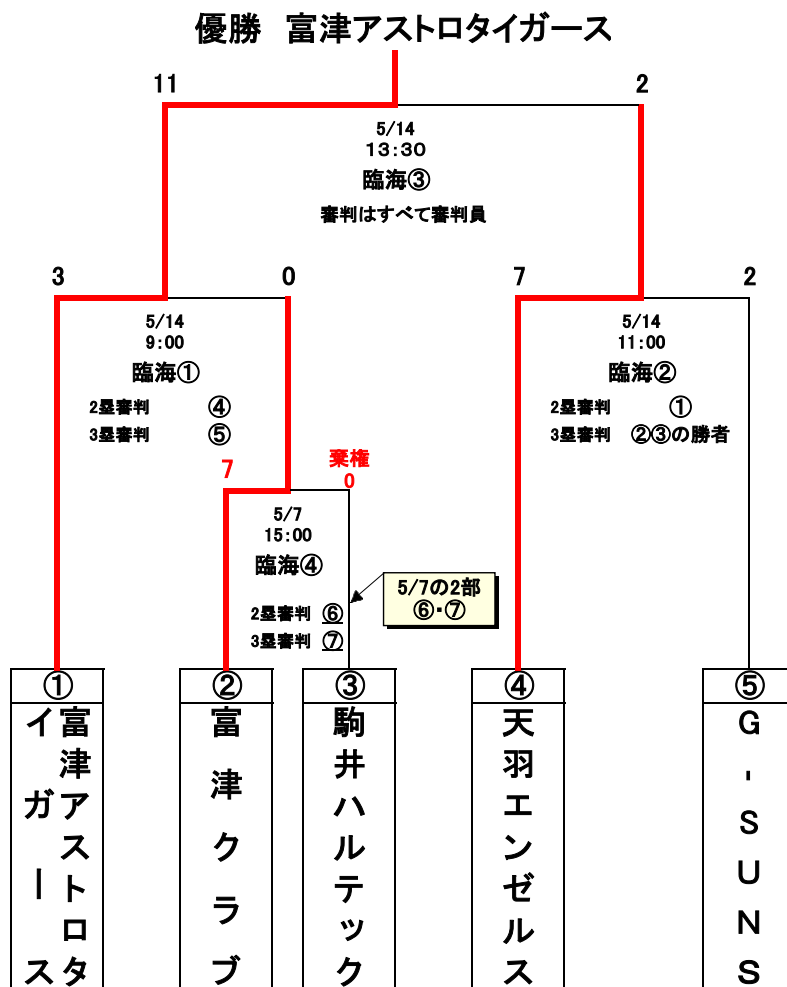 優勝　富津アストロタイガース
11
2
5/14
13:30
臨海③
審判はすべて審判員
3
0
7
2
5/14
9:00
臨海①
2塁審判 ④
3塁審判 ⑤
5/14
11:00
臨海②
2塁審判 ①
3塁審判 ②③の勝者
7
棄権
0
5/7
15:00
臨海④
2塁審判 ⑥
3塁審判 ⑦
5/7の2部
⑥・⑦
①
富津アストロタイガース
②
富津クラブ
③
駒井ハルテック
④
天羽エンゼルス
⑤
G-SUNS